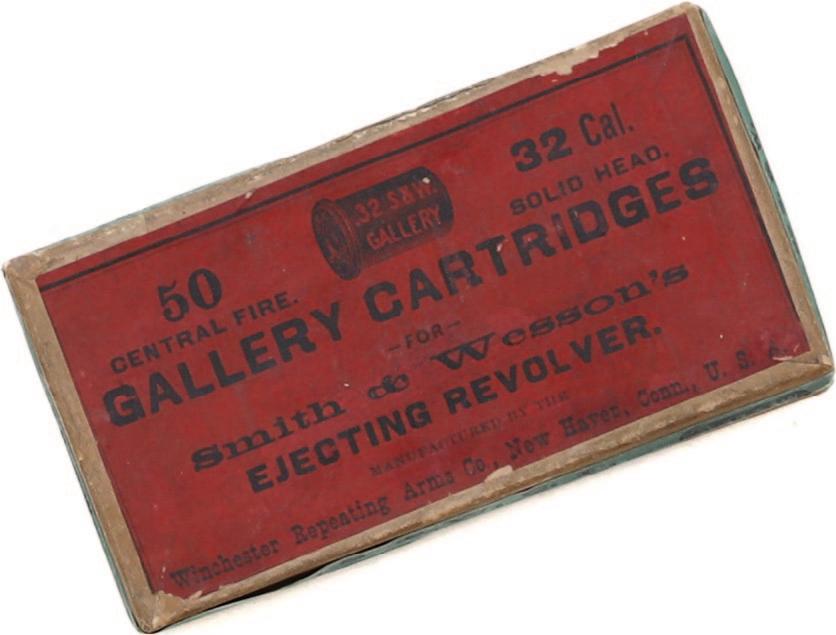 50
32 Cal.
CENTRAL FIRE.
32 S&W.
GALLERY
SOLID HEAD.
GALLERY CARTRIDGES
-FOR-
Smith & Wesson's
EJECTING REVOLVER.
MANUFACTURED BY THE
Winchester Repeating Arms Co., New Haven, Conn., U. S. A.